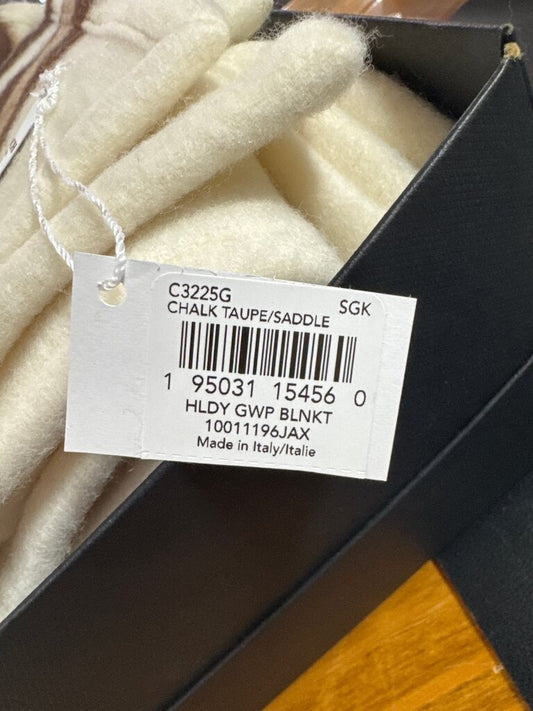 C3225G SGK
CHALK TAUPE/SADDLE
1 95031 15456 0
HLDY GWP BLNKT
10011196JAX
Made in Italy/Italie